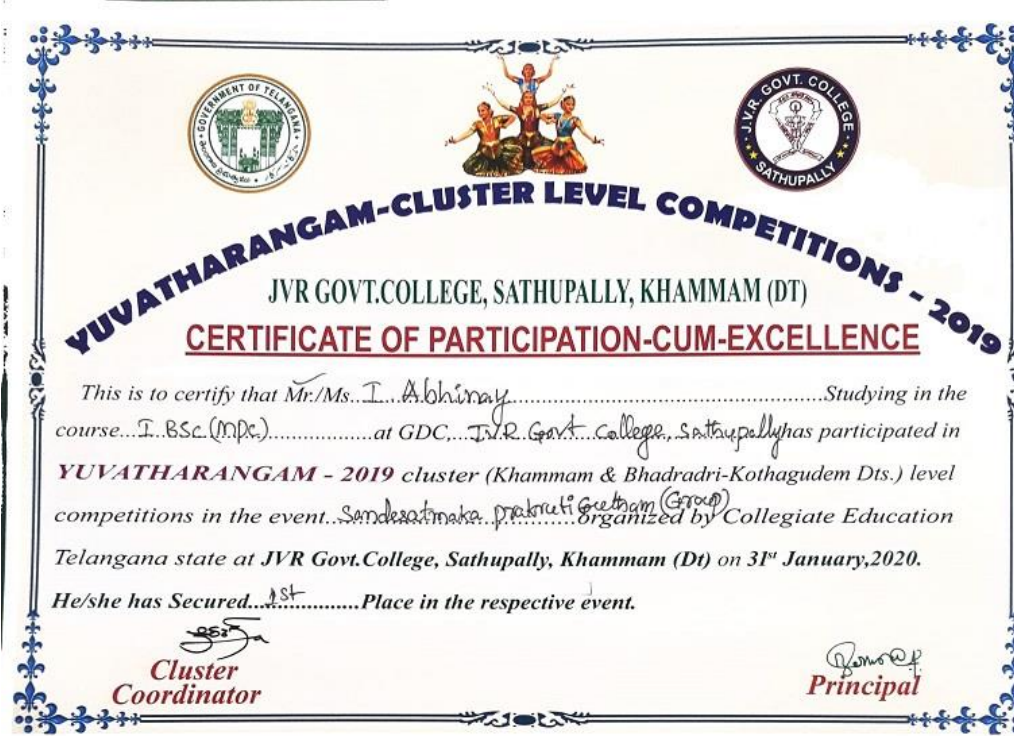 GOVERNMENT OF TELANGANA
J.V.R. GOVT. COLLEGE
SATHUPALLY
YUVATHARANGAM-CLUSTER LEVEL COMPETITIONS - 2019
JVR GOVT.COLLEGE, SATHUPALLY, KHAMMAM (DT)
CERTIFICATE OF PARTICIPATION-CUM-EXCELLENCE
This is to certify that Mr./Ms. I. Abhinay Studying in the
course I BSc.(MPC) at GDC, JVR Govt College, Sathupally has participated in
YUVATHARANGAM - 2019 cluster (Khammam & Bhadradri-Kothagudem Dts.) level
competitions in the event Sandesatmaka prakruti Geetham (Group) organized by Collegiate Education
Telangana state at JVR Govt.College, Sathupally, Khammam (Dt) on 31st January,2020.
He/she has Secured 1st Place in the respective event.
Cluster
Coordinator
Principal